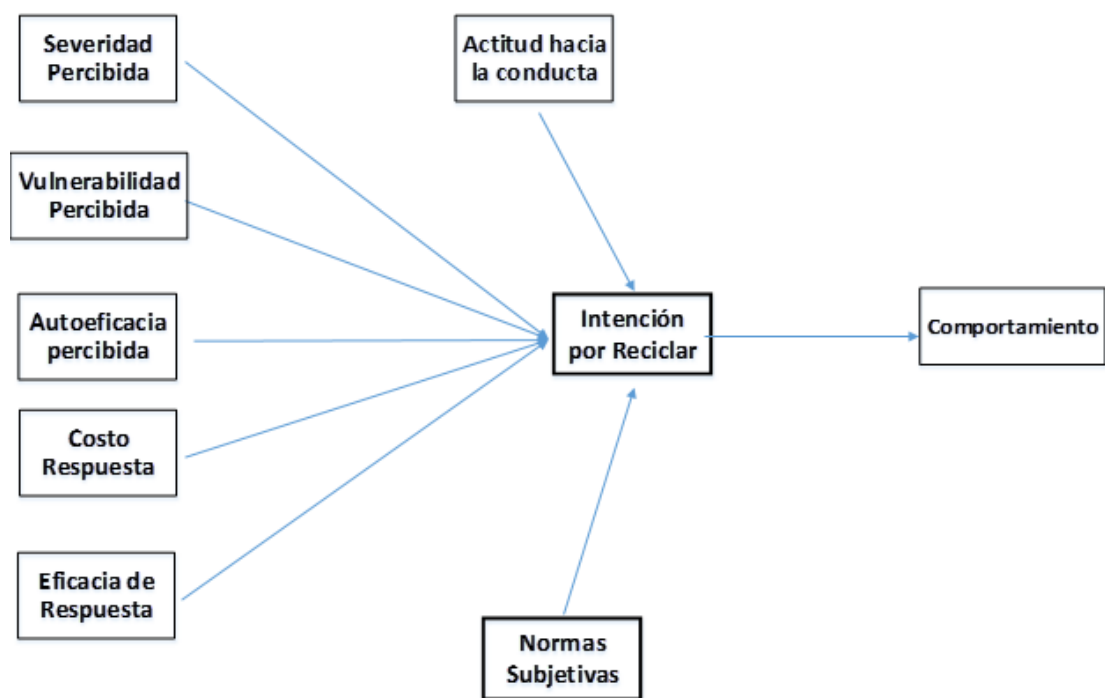 Severidad
Percibida
Actitud hacia
la conducta
Vulnerabilidad
Percibida
Autoeficacia
percibida
Intención
por Reciclar
Comportamiento
Costo
Respuesta
Eficacia de
Respuesta
Normas
Subjetivas